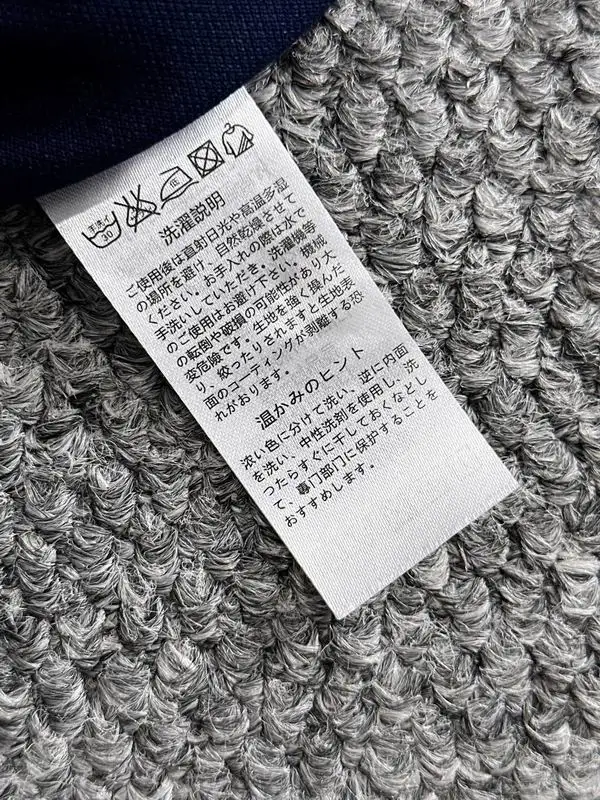 手洗イ
30
洗濯説明
ご使用後は直射日光や高温多湿
の場所を避け、自然乾燥させて
ください。お手入れの際は水で
手洗いしていただき。洗濯機等
のご使用はお避け下さい。機械
の転倒や破損の可能性があり大
変危険です。生地を強く揉んだ
り、絞ったりされますと生地表
面のコーティングが剥離する恐
れがおります。
温かみのヒント
浓い色に分けて洗い、逆に内面
を洗い、中性洗剤を使用し、洗
ったらすぐに干しておくなどし
て、專门部门に保护することを
おすすめします。